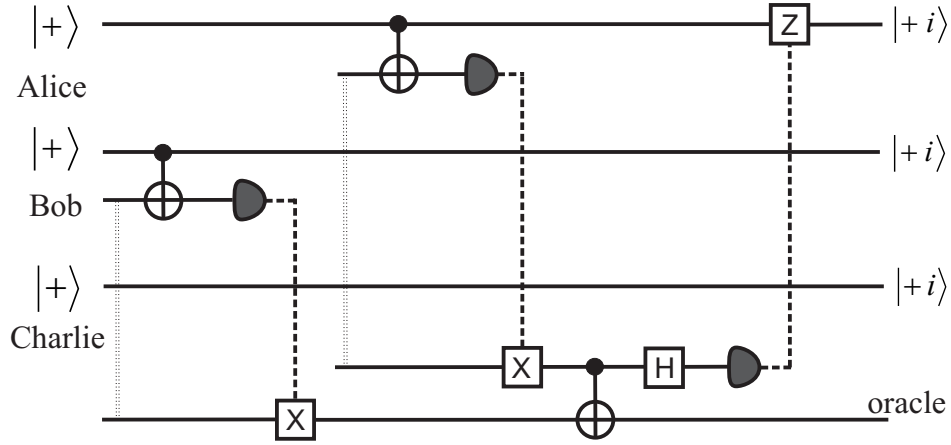 |+⟩ Z |+i⟩
Alice
|+⟩ |+i⟩
Bob
|+⟩ |+i⟩
Charlie
X H
X oracle